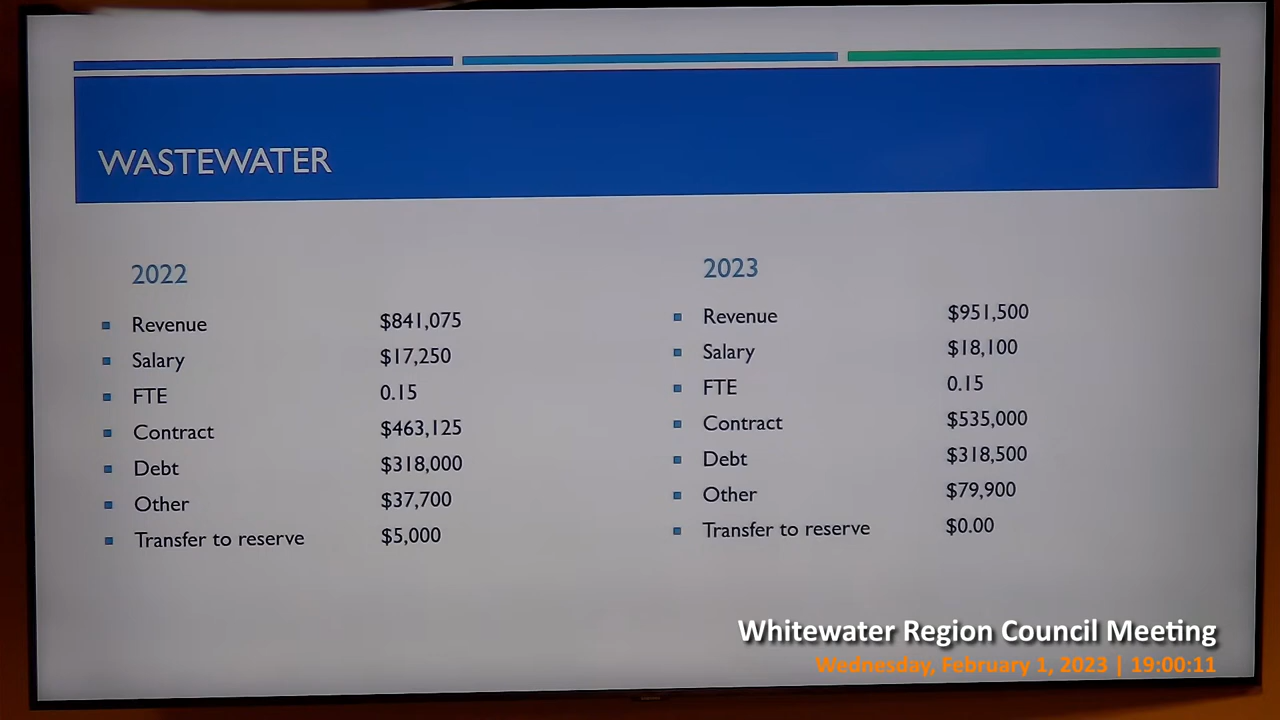 WASTEWATER
2022
Revenue $841,075
Salary $17,250
FTE 0.15
Contract $463,125
Debt $318,000
Other $37,700
Transfer to reserve $5,000
2023
Revenue $951,500
Salary $18,100
FTE 0.15
Contract $535,000
Debt $318,500
Other $79,900
Transfer to reserve $0.00
Whitewater Region Council Meeting
Wednesday, February 1, 2023 | 19:00:11